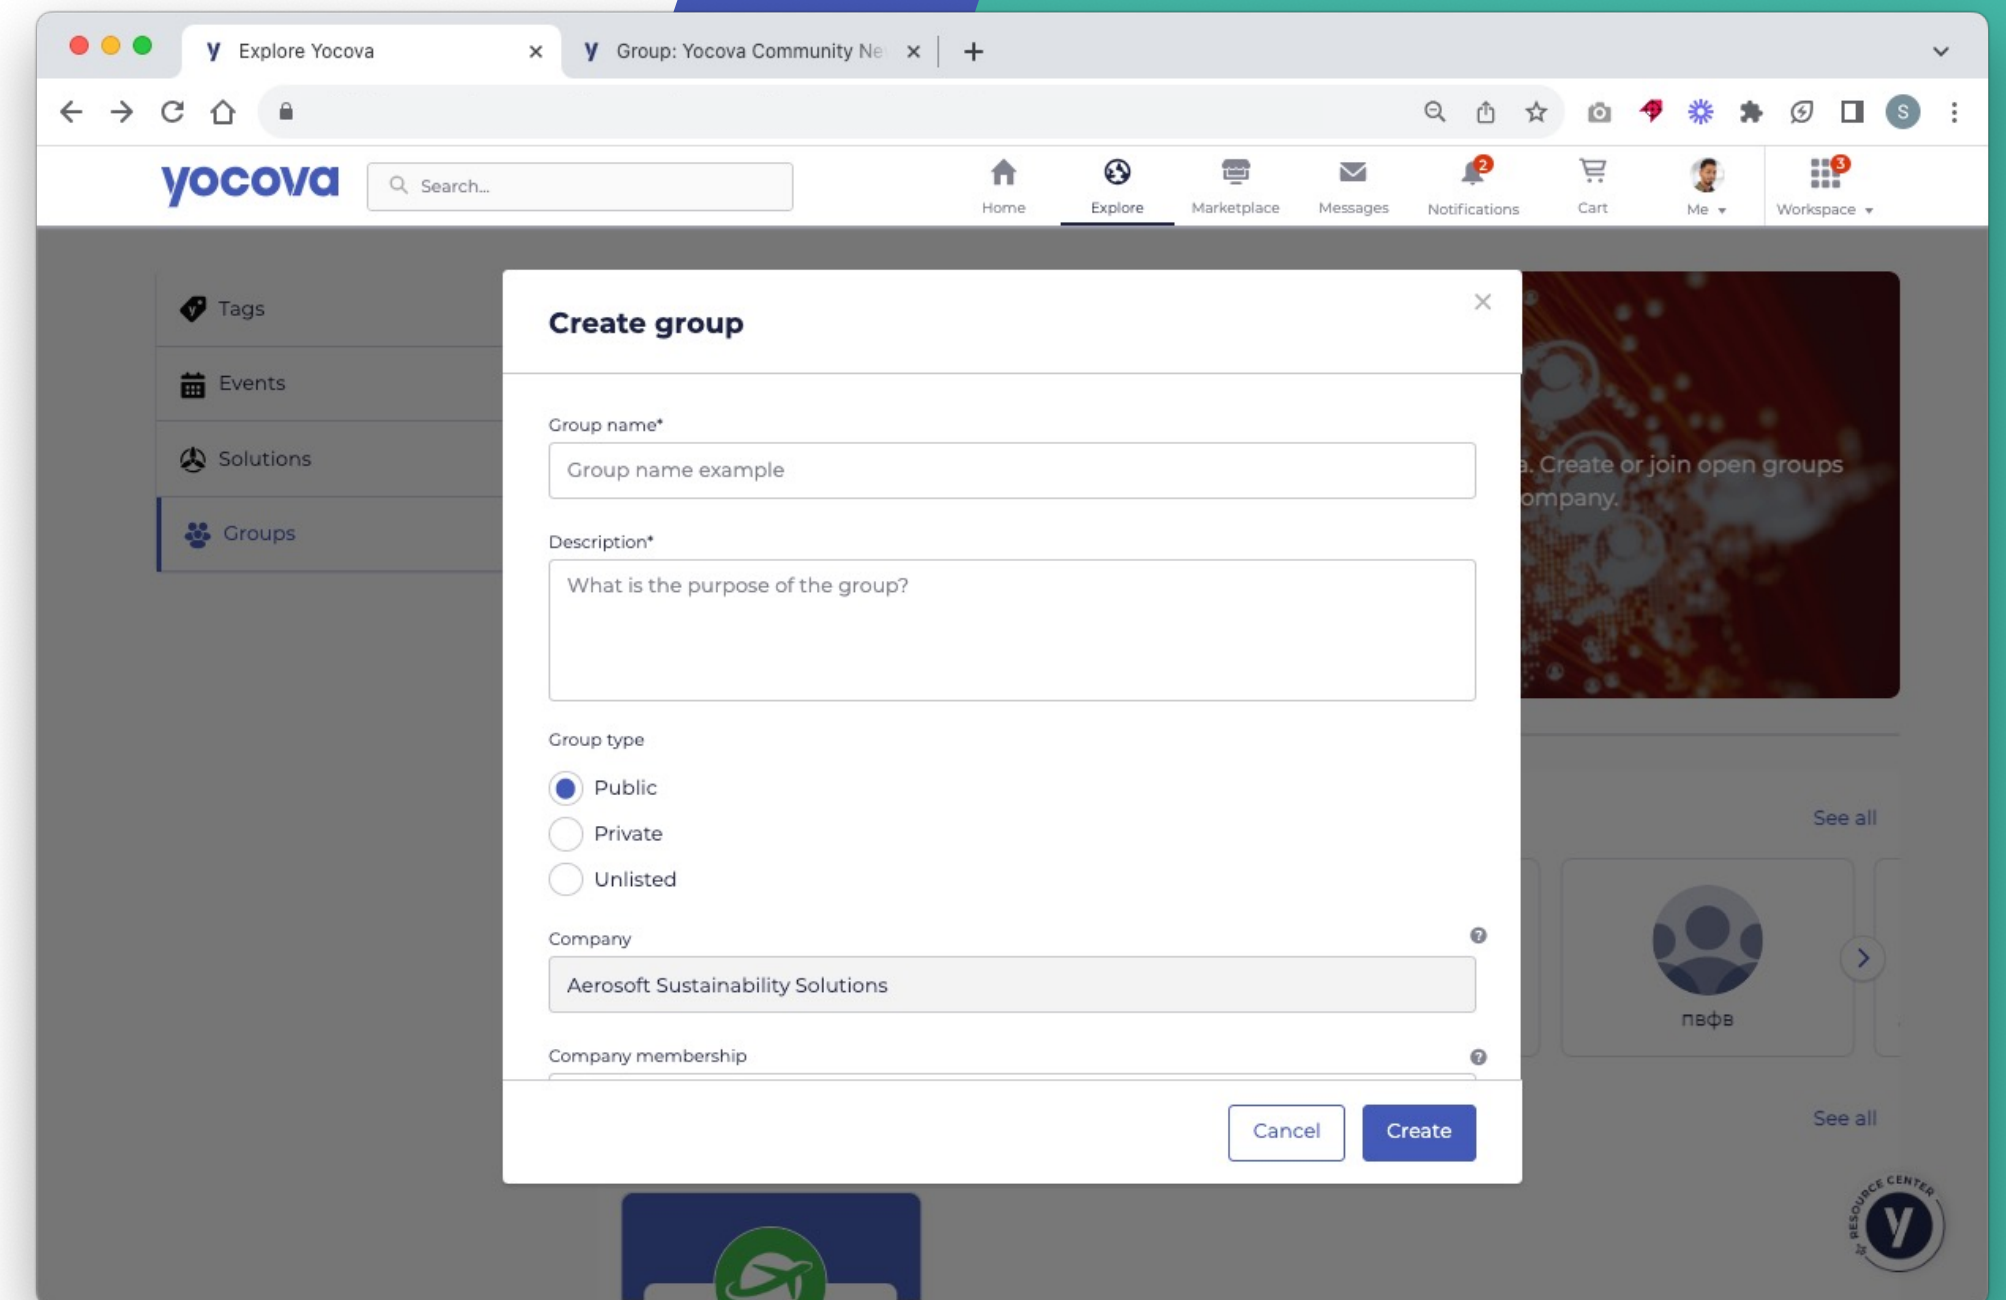 Explore Yocova
Group: Yocova Community Ne
S
yocova
Search...
Home
Explore
Marketplace
Messages
2
Notifications
Cart
Me
3
Workspace
Tags
Events
Solutions
Groups
Create group
Group name*
Group name example
Description*
What is the purpose of the group?
Group type
Public
Private
Unlisted
Company
Aerosoft Sustainability Solutions
Company membership
Cancel
Create
a. Create or join open groups
ompany.
See all
пвфв
See all
RESOURCE CENTER
y